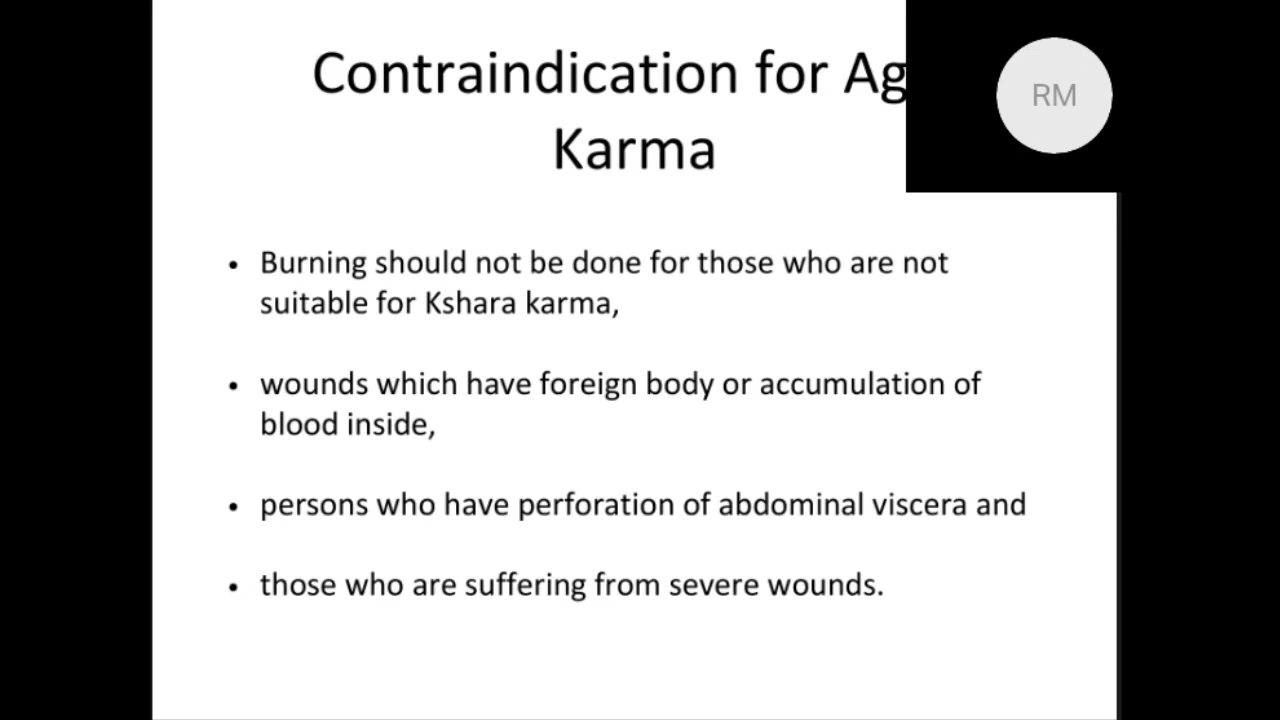 Contraindication for Ag
Karma
RM
• Burning should not be done for those who are not
suitable for Kshara karma,
• wounds which have foreign body or accumulation of
blood inside,
• persons who have perforation of abdominal viscera and
• those who are suffering from severe wounds.